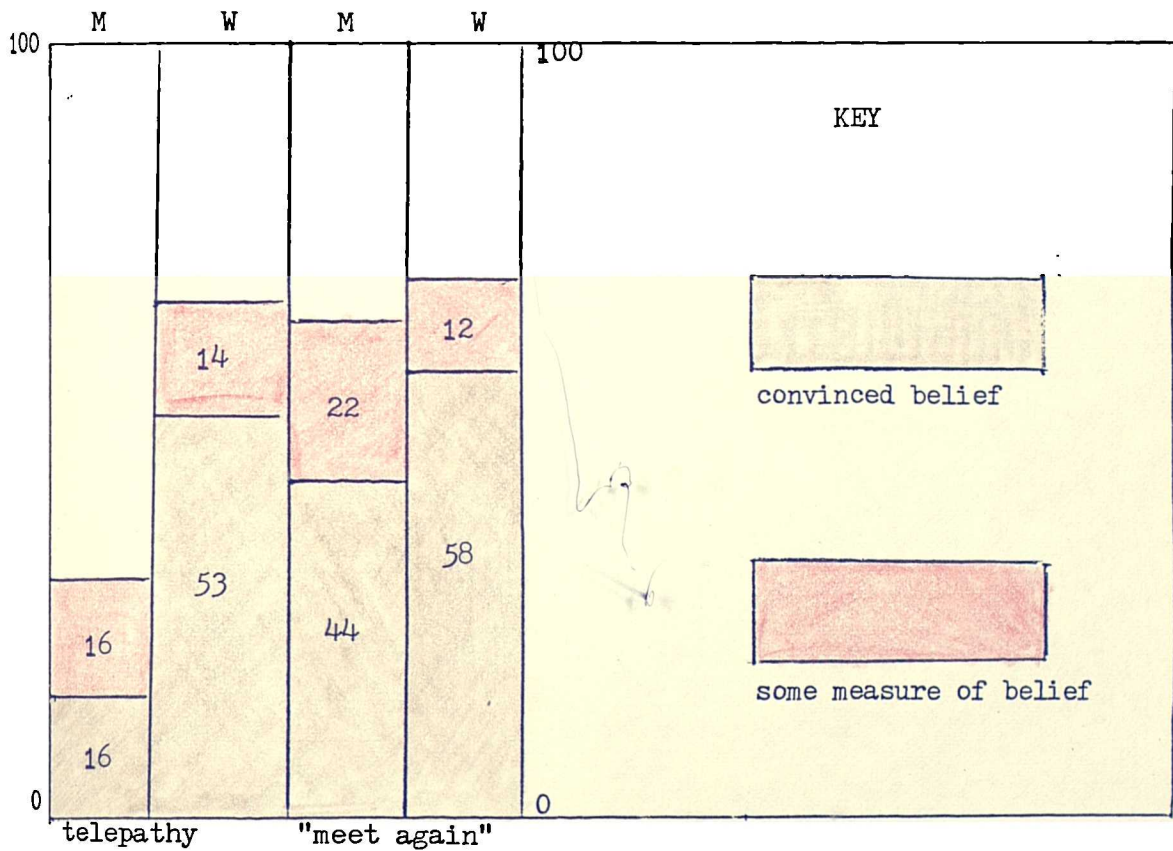 M W M W
100 100
KEY
12
14
convinced belief
22
58
53
44
16
some measure of belief
16
0 0
telepathy "meet again"